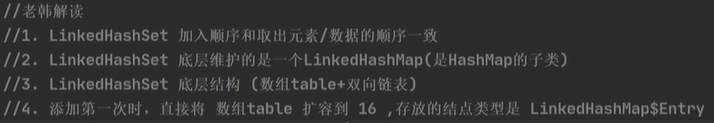 //老韩解读
//1. LinkedHashSet 加入顺序和取出元素/数据的顺序一致
//2. LinkedHashSet 底层维护的是一个LinkedHashMap(是HashMap的子类)
//3. LinkedHashSet 底层结构 (数组table+双向链表)
//4. 添加第一次时，直接将 数组table 扩容到 16 ,存放的结点类型是 LinkedHashMap$Entry